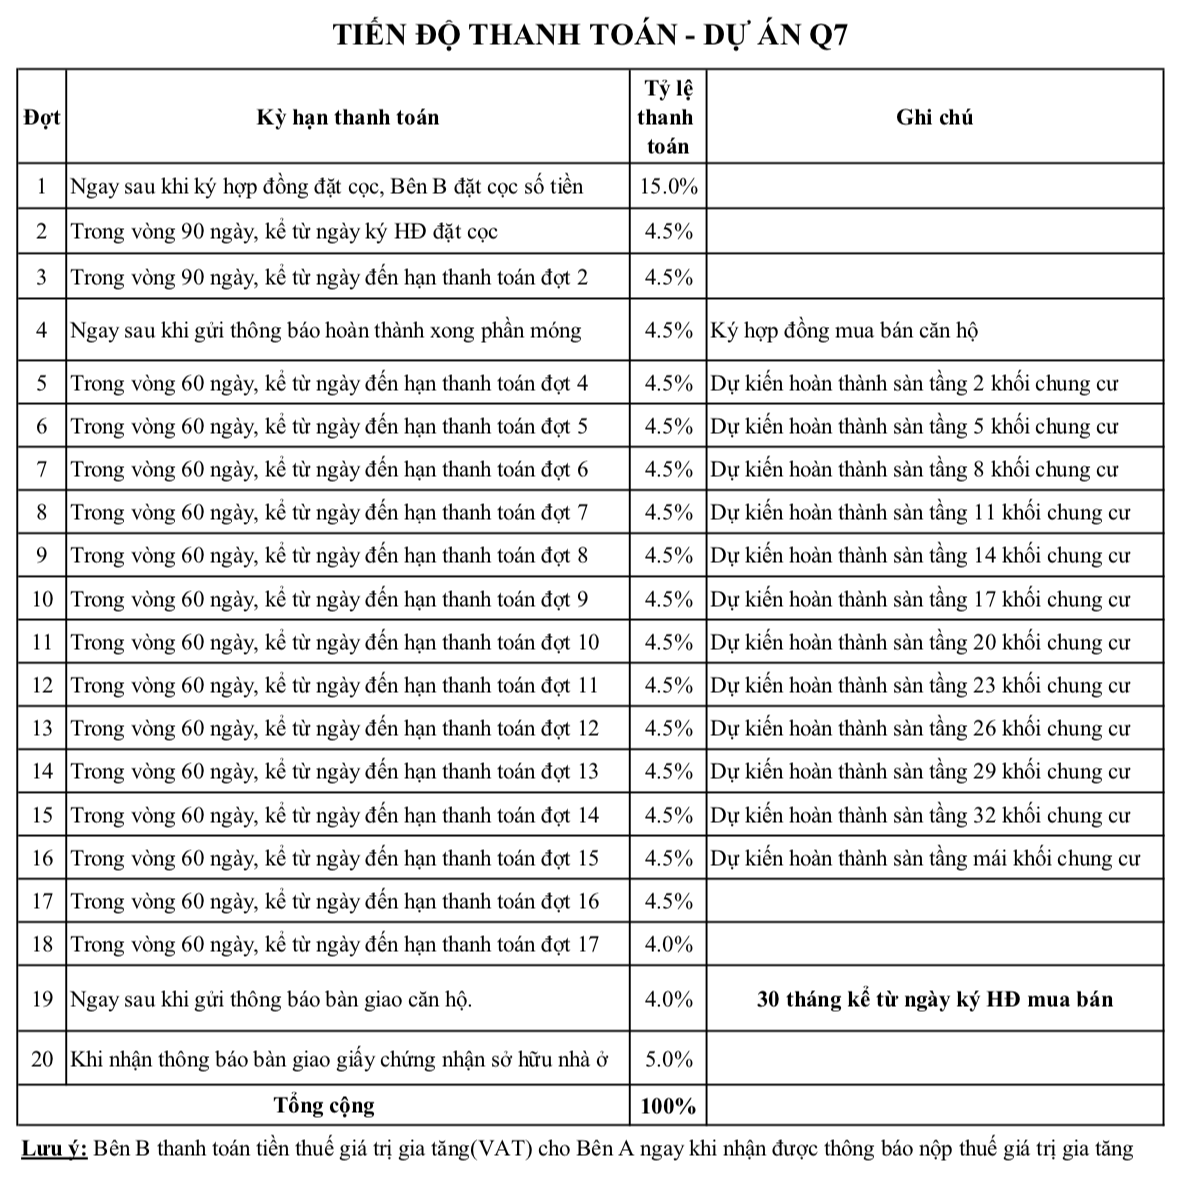 TIẾN ĐỘ THANH TOÁN - DỰ ÁN Q7
Đợt Kỳ hạn thanh toán Tỷ lệ thanh toán Ghi chú
1 Ngay sau khi ký hợp đồng đặt cọc, Bên B đặt cọc số tiền 15.0%
2 Trong vòng 90 ngày, kể từ ngày ký HĐ đặt cọc 4.5%
3 Trong vòng 90 ngày, kể từ ngày đến hạn thanh toán đợt 2 4.5%
4 Ngay sau khi gửi thông báo hoàn thành xong phần móng 4.5% Ký hợp đồng mua bán căn hộ
5 Trong vòng 60 ngày, kể từ ngày đến hạn thanh toán đợt 4 4.5% Dự kiến hoàn thành sàn tầng 2 khối chung cư
6 Trong vòng 60 ngày, kể từ ngày đến hạn thanh toán đợt 5 4.5% Dự kiến hoàn thành sàn tầng 5 khối chung cư
7 Trong vòng 60 ngày, kể từ ngày đến hạn thanh toán đợt 6 4.5% Dự kiến hoàn thành sàn tầng 8 khối chung cư
8 Trong vòng 60 ngày, kể từ ngày đến hạn thanh toán đợt 7 4.5% Dự kiến hoàn thành sàn tầng 11 khối chung cư
9 Trong vòng 60 ngày, kể từ ngày đến hạn thanh toán đợt 8 4.5% Dự kiến hoàn thành sàn tầng 14 khối chung cư
10 Trong vòng 60 ngày, kể từ ngày đến hạn thanh toán đợt 9 4.5% Dự kiến hoàn thành sàn tầng 17 khối chung cư
11 Trong vòng 60 ngày, kể từ ngày đến hạn thanh toán đợt 10 4.5% Dự kiến hoàn thành sàn tầng 20 khối chung cư
12 Trong vòng 60 ngày, kể từ ngày đến hạn thanh toán đợt 11 4.5% Dự kiến hoàn thành sàn tầng 23 khối chung cư
13 Trong vòng 60 ngày, kể từ ngày đến hạn thanh toán đợt 12 4.5% Dự kiến hoàn thành sàn tầng 26 khối chung cư
14 Trong vòng 60 ngày, kể từ ngày đến hạn thanh toán đợt 13 4.5% Dự kiến hoàn thành sàn tầng 29 khối chung cư
15 Trong vòng 60 ngày, kể từ ngày đến hạn thanh toán đợt 14 4.5% Dự kiến hoàn thành sàn tầng 32 khối chung cư
16 Trong vòng 60 ngày, kể từ ngày đến hạn thanh toán đợt 15 4.5% Dự kiến hoàn thành sàn tầng mái khối chung cư
17 Trong vòng 60 ngày, kể từ ngày đến hạn thanh toán đợt 16 4.5%
18 Trong vòng 60 ngày, kể từ ngày đến hạn thanh toán đợt 17 4.0%
19 Ngay sau khi gửi thông báo bàn giao căn hộ. 4.0% 30 tháng kể từ ngày ký HĐ mua bán
20 Khi nhận thông báo bàn giao giấy chứng nhận sở hữu nhà ở 5.0%
Tổng cộng 100%
Lưu ý: Bên B thanh toán tiền thuế giá trị gia tăng(VAT) cho Bên A ngay khi nhận được thông báo nộp thuế giá trị gia tăng